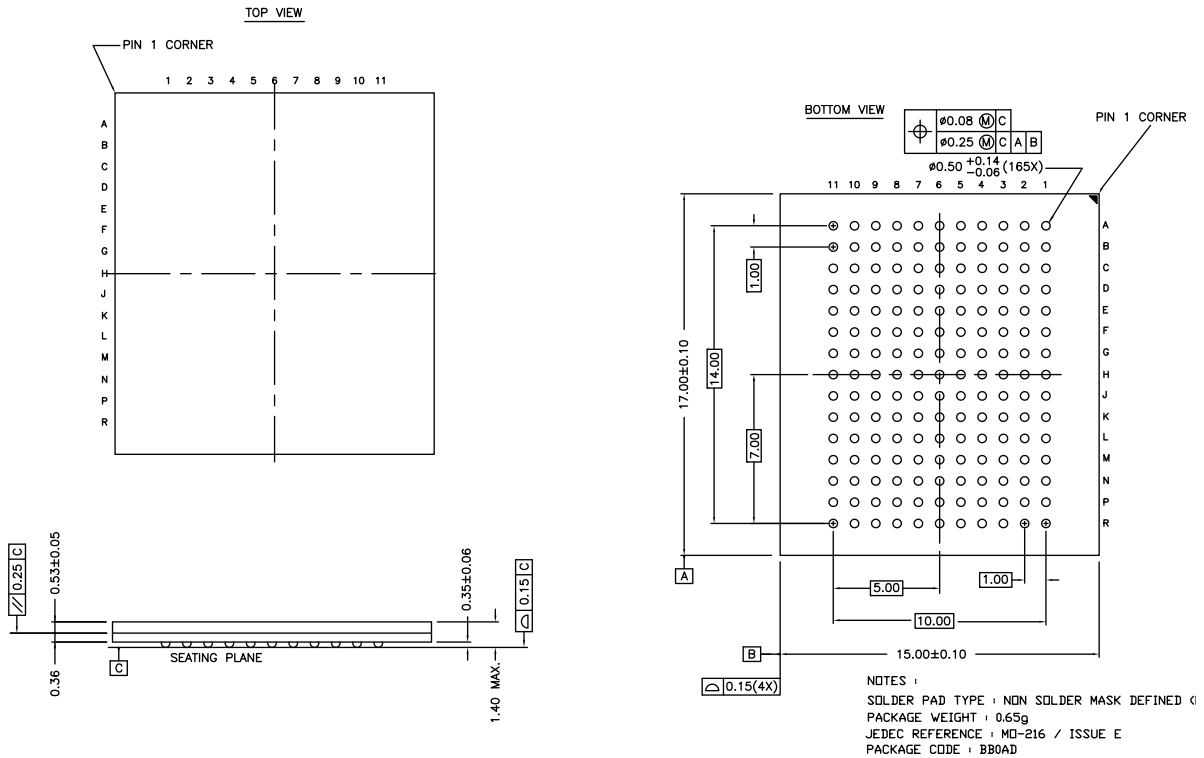 TOP VIEW
PIN 1 CORNER
1 2 3 4 5 6 7 8 9 10 11
A
B
C
D
E
F
G
H
J
K
L
M
N
P
R
BOTTOM VIEW
ø0.08 Ⓜ C
ø0.25 Ⓜ C A B
PIN 1 CORNER
ø0.50 +0.14 -0.06 (165X)
11 10 9 8 7 6 5 4 3 2 1
A
B
C
D
E
F
G
H
J
K
L
M
N
P
R
1.00
14.00
17.00±0.10
7.00
A
5.00
1.00
10.00
B
15.00±0.10
0.15(4X)
// 0.25 C
0.53±0.05
0.36
C
SEATING PLANE
0.35±0.06
1.40 MAX.
0.15 C
NOTES :
SOLDER PAD TYPE : NON SOLDER MASK DEFINED (
PACKAGE WEIGHT : 0.65g
JEDEC REFERENCE : MO-216 / ISSUE E
PACKAGE CODE : BB0AD